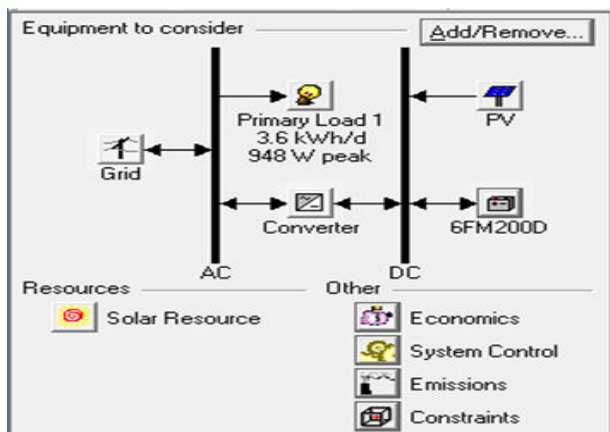 Equipment to consider
Add/Remove...
Primary Load 1
3.6 kWh/d
948 W peak
PV
Grid
Converter
6FM200D
AC
DC
Resources
Other
Solar Resource
Economics
System Control
Emissions
Constraints